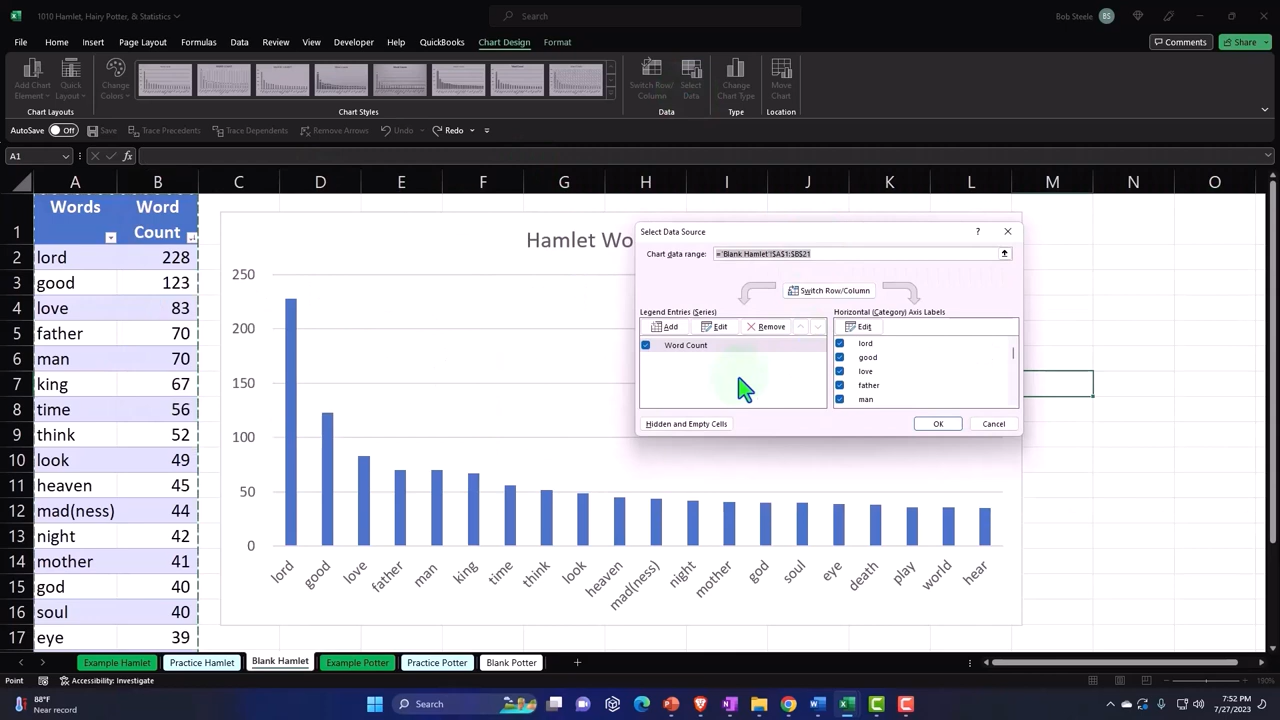 1010 Hamlet, Hairy Potter, & Statistics
Search
Bob Steele BS
File Home Insert Page Layout Formulas Data Review View Developer Help QuickBooks Chart Design Format
Comments Share
Add Chart Element
Quick Layout
Change Colors
Switch Row/ Column
Select Data
Change Chart Type
Move Chart
Chart Layouts Chart Styles Data Type Location
AutoSave Off Save Trace Precedents Trace Dependents Remove Arrows Undo Redo
A1 fx
A B C D E F G H I J K L M N O
1 Words Word Count
2 lord 228
3 good 123
4 love 83
5 father 70
6 man 70
7 king 67
8 time 56
9 think 52
10 look 49
11 heaven 45
12 mad(ness) 44
13 night 42
14 mother 41
15 god 40
16 soul 40
17 eye 39
Hamlet Wo
250
200
150
100
50
0
lord good love father man king time think look heaven mad(ness) night mother god soul eye death play world hear
Select Data Source ?
Chart data range: ='Blank Hamlet'!$A$1:$B$21
Switch Row/Column
Legend Entries (Series) Horizontal (Category) Axis Labels
Add Edit Remove Edit
Word Count
lord
good
love
father
man
Hidden and Empty Cells OK Cancel
Example Hamlet Practice Hamlet Blank Hamlet Example Potter Practice Potter Blank Potter
Point Accessibility: Investigate 190%
88°F
Near record
Search
7:52 PM
7/27/2023